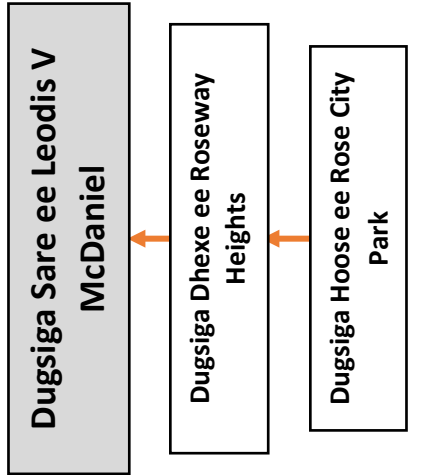 Dugsiga Sare ee Leodis V
McDaniel
Dugsiga Dhexe ee Roseway
Heights
Dugsiga Hoose ee Rose City
Park